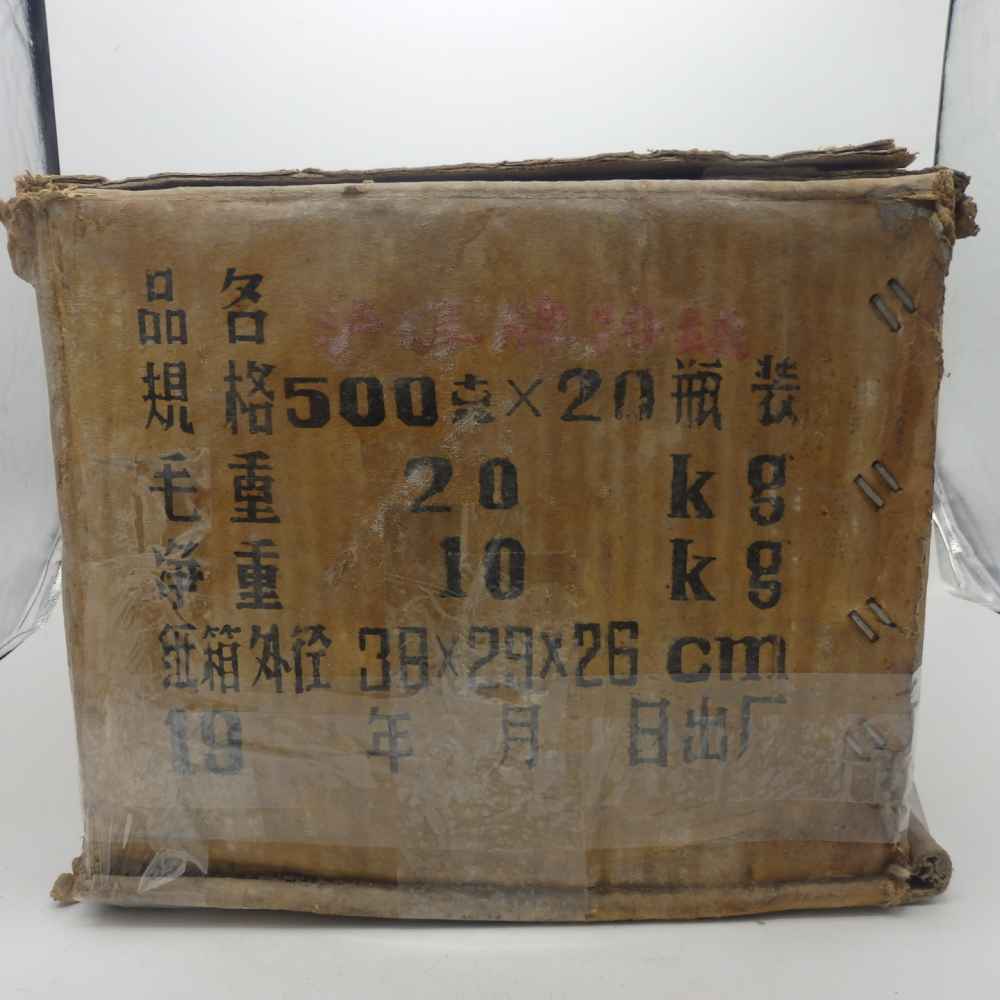 品名
規格500克×20瓶装
毛重 20 kg
净重 10 kg
纸箱外径 38×29×26 cm
19 年 月 日出厂